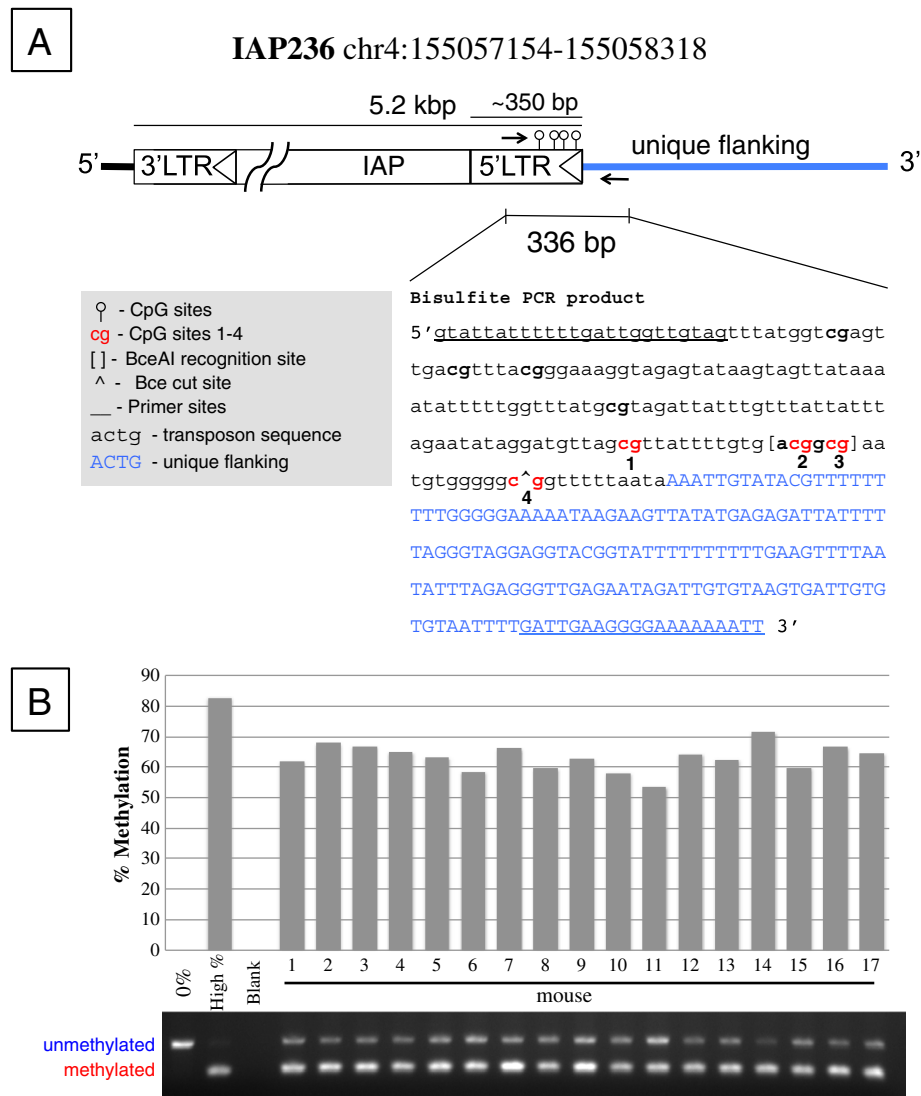 A
IAP236 chr4:155057154-155058318
5.2 kbp
~350 bp
unique flanking
5'
3'LTR
IAP
5'LTR
3'
336 bp
Bisulfite PCR product
CpG sites
cg - CpG sites 1-4
[ ] - BceAI recognition site
^ - Bce cut site
__ - Primer sites
actg - transposon sequence
ACTG - unique flanking
5'gtattattttttgattggttgtagtttatggtcgagt
tgacgtttacgggaaaggtagagtataagtagttataaa
atatttttggtttatgcgtagattatttgtttattattt
agaatataggatgttagcgttattttgtg[acggcg]aa
1
2
3
tgtgggggc^ggtttttaataAAATTGTATACGTTTTTT
4
TTTGGGGGAAAAATAAGAAGTTATATGAGAGATTATTTT
TAGGGTAGGAGGTACGGTATTTTTTTTTTGAAGTTTTAA
TATTTAGAGGGTTGAGAATAGATTGTGTAAGTGATTGTG
TGTAATTTTGATTGAAGGGGAAAAAAATT 3'
B
% Methylation
90
80
70
60
50
40
30
20
10
0
0%
High %
Blank
1 2 3 4 5 6 7 8 9 10 11 12 13 14 15 16 17
mouse
unmethylated
methylated